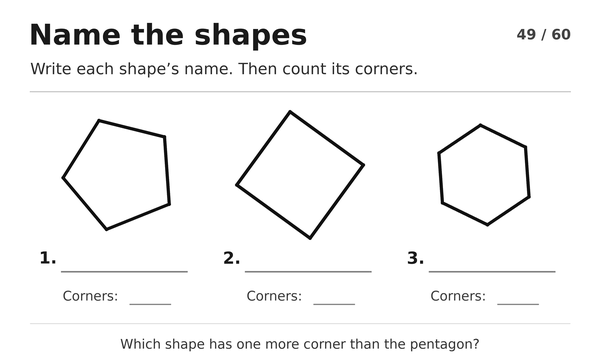 Name the shapes
49 / 60
Write each shape’s name. Then count its corners.
1. 2. 3.
Corners: Corners: Corners:
Which shape has one more corner than the pentagon?